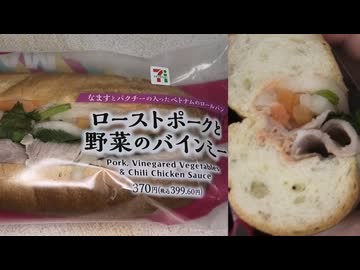 7
ELEVEN
なますとパクチーの入ったベトナムのロールパン
ローストポークと
野菜のバインミー
Pork, Vinegared Vegetables
& Chili Chicken Sauce
370円(税込399.60円)